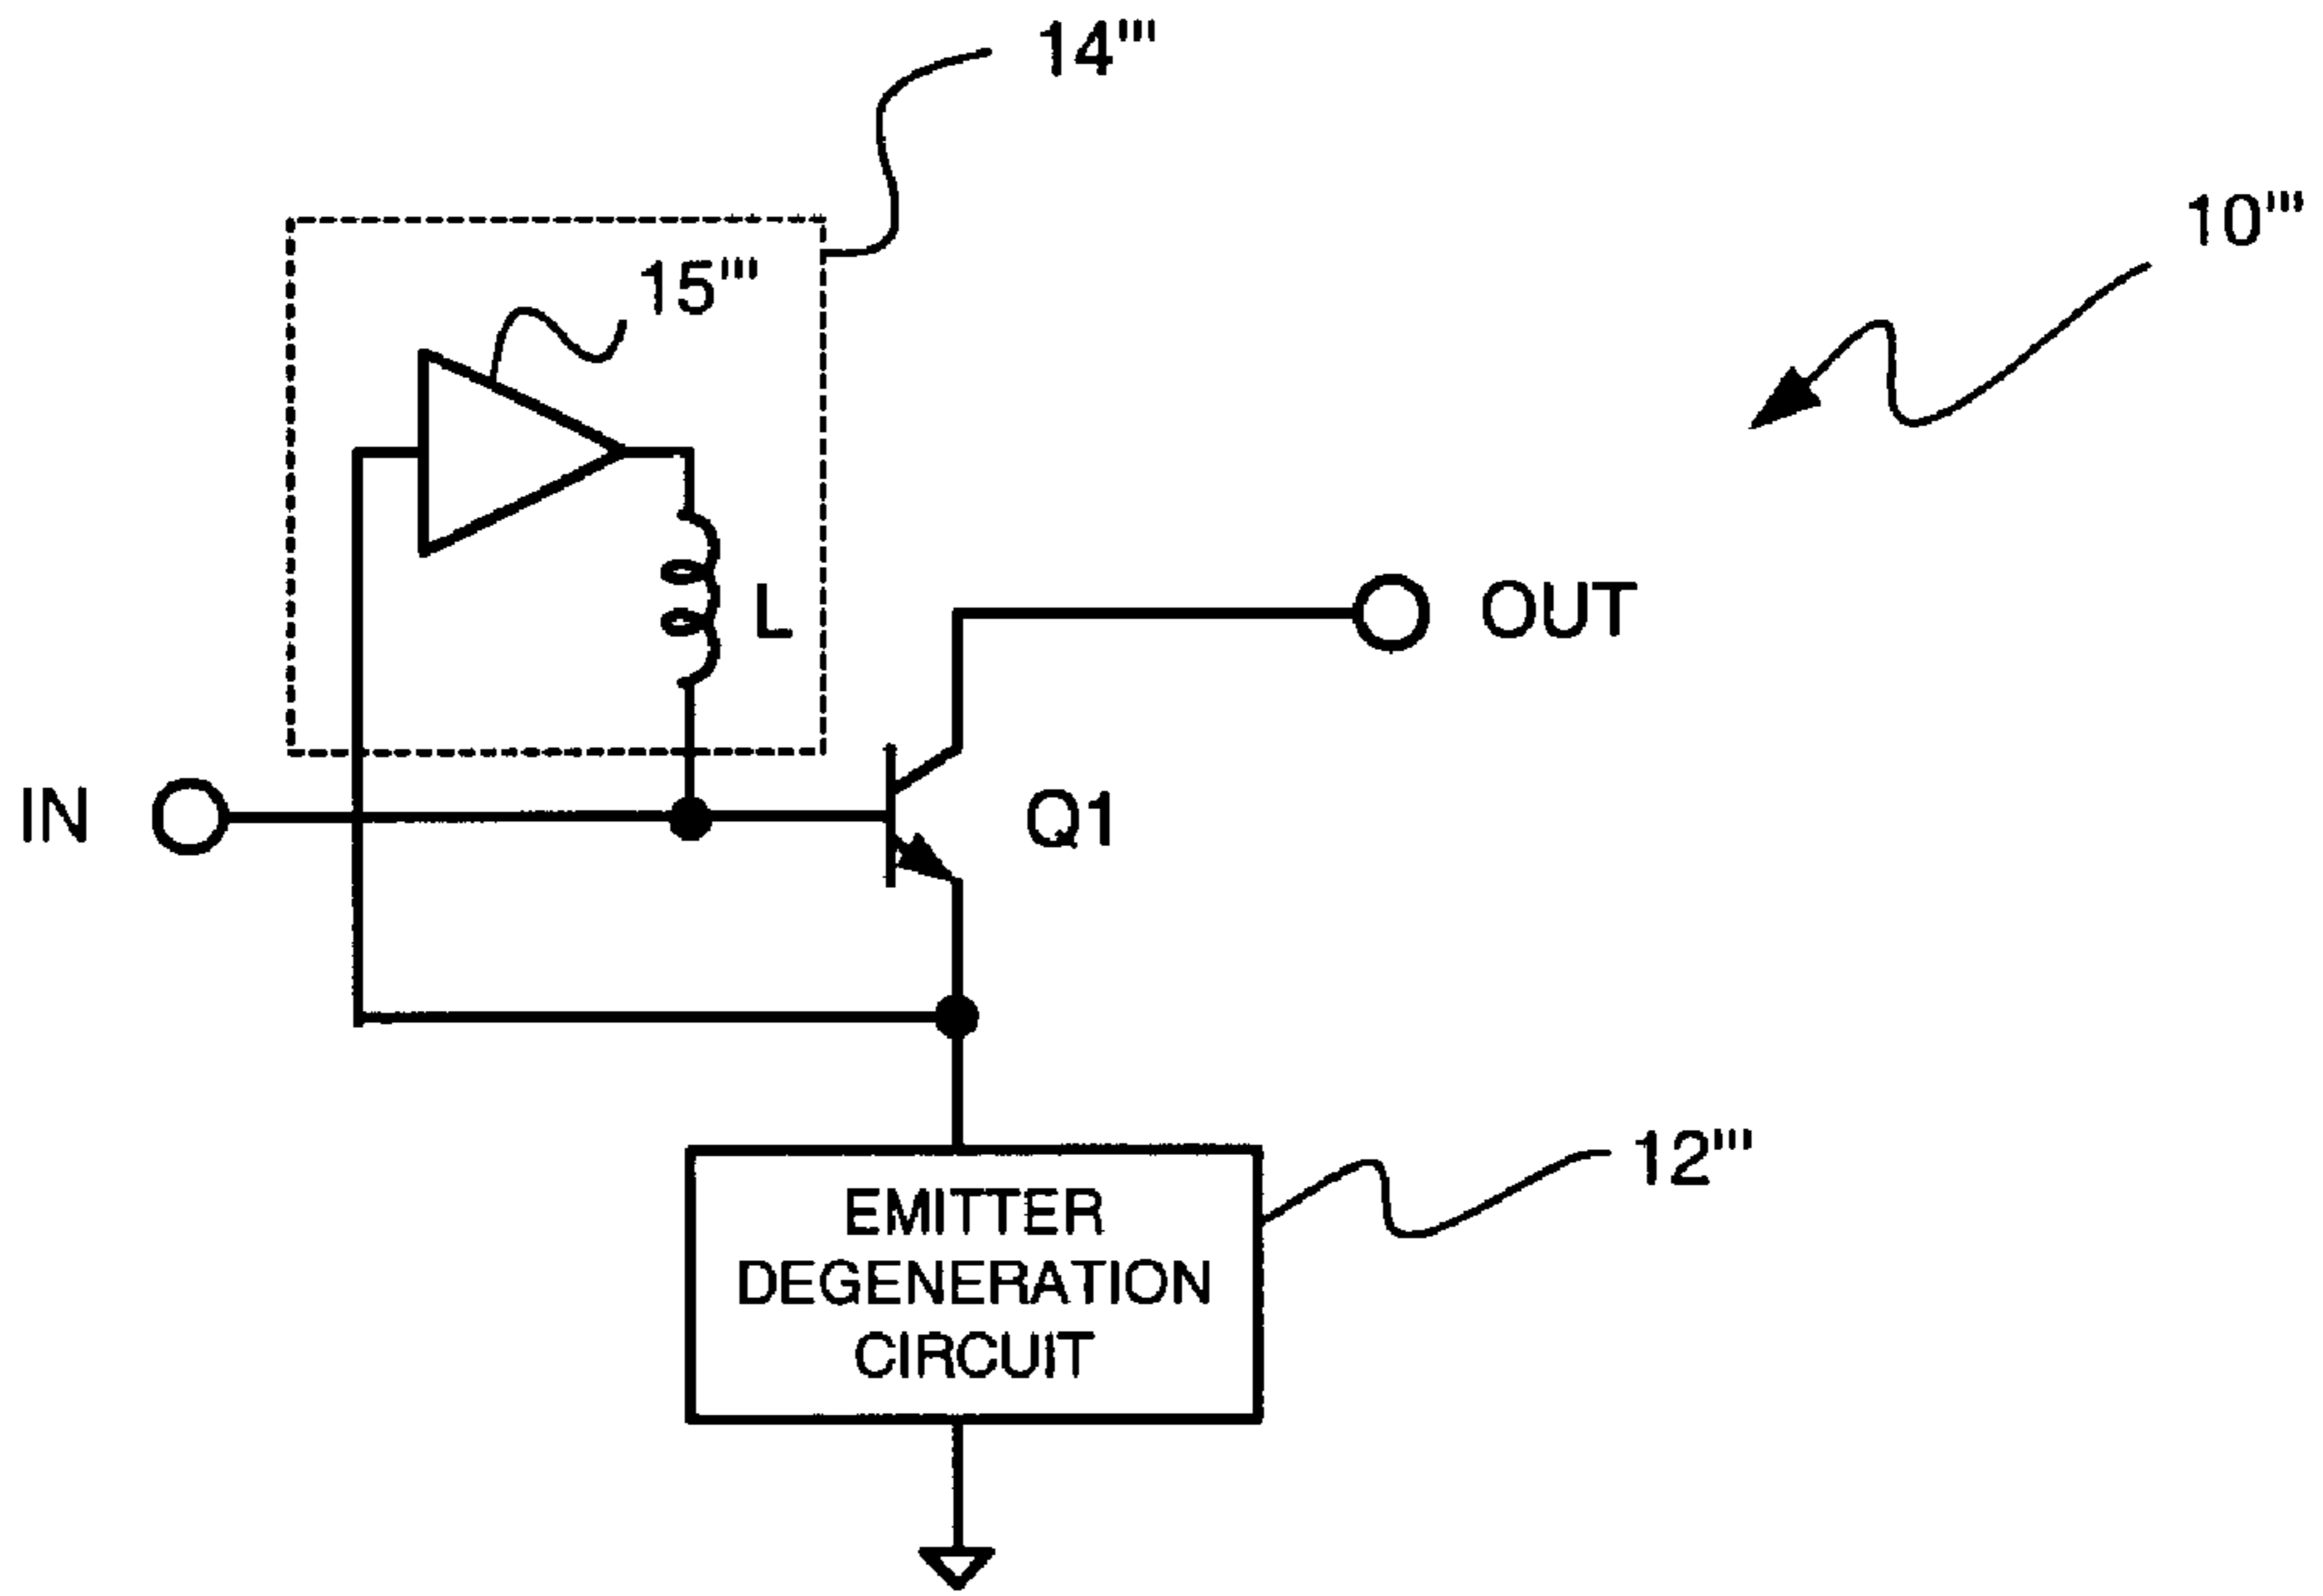 14'''
10'''
15'''
L
OUT
IN
Q1
12'''
EMITTER
DEGENERATION
CIRCUIT